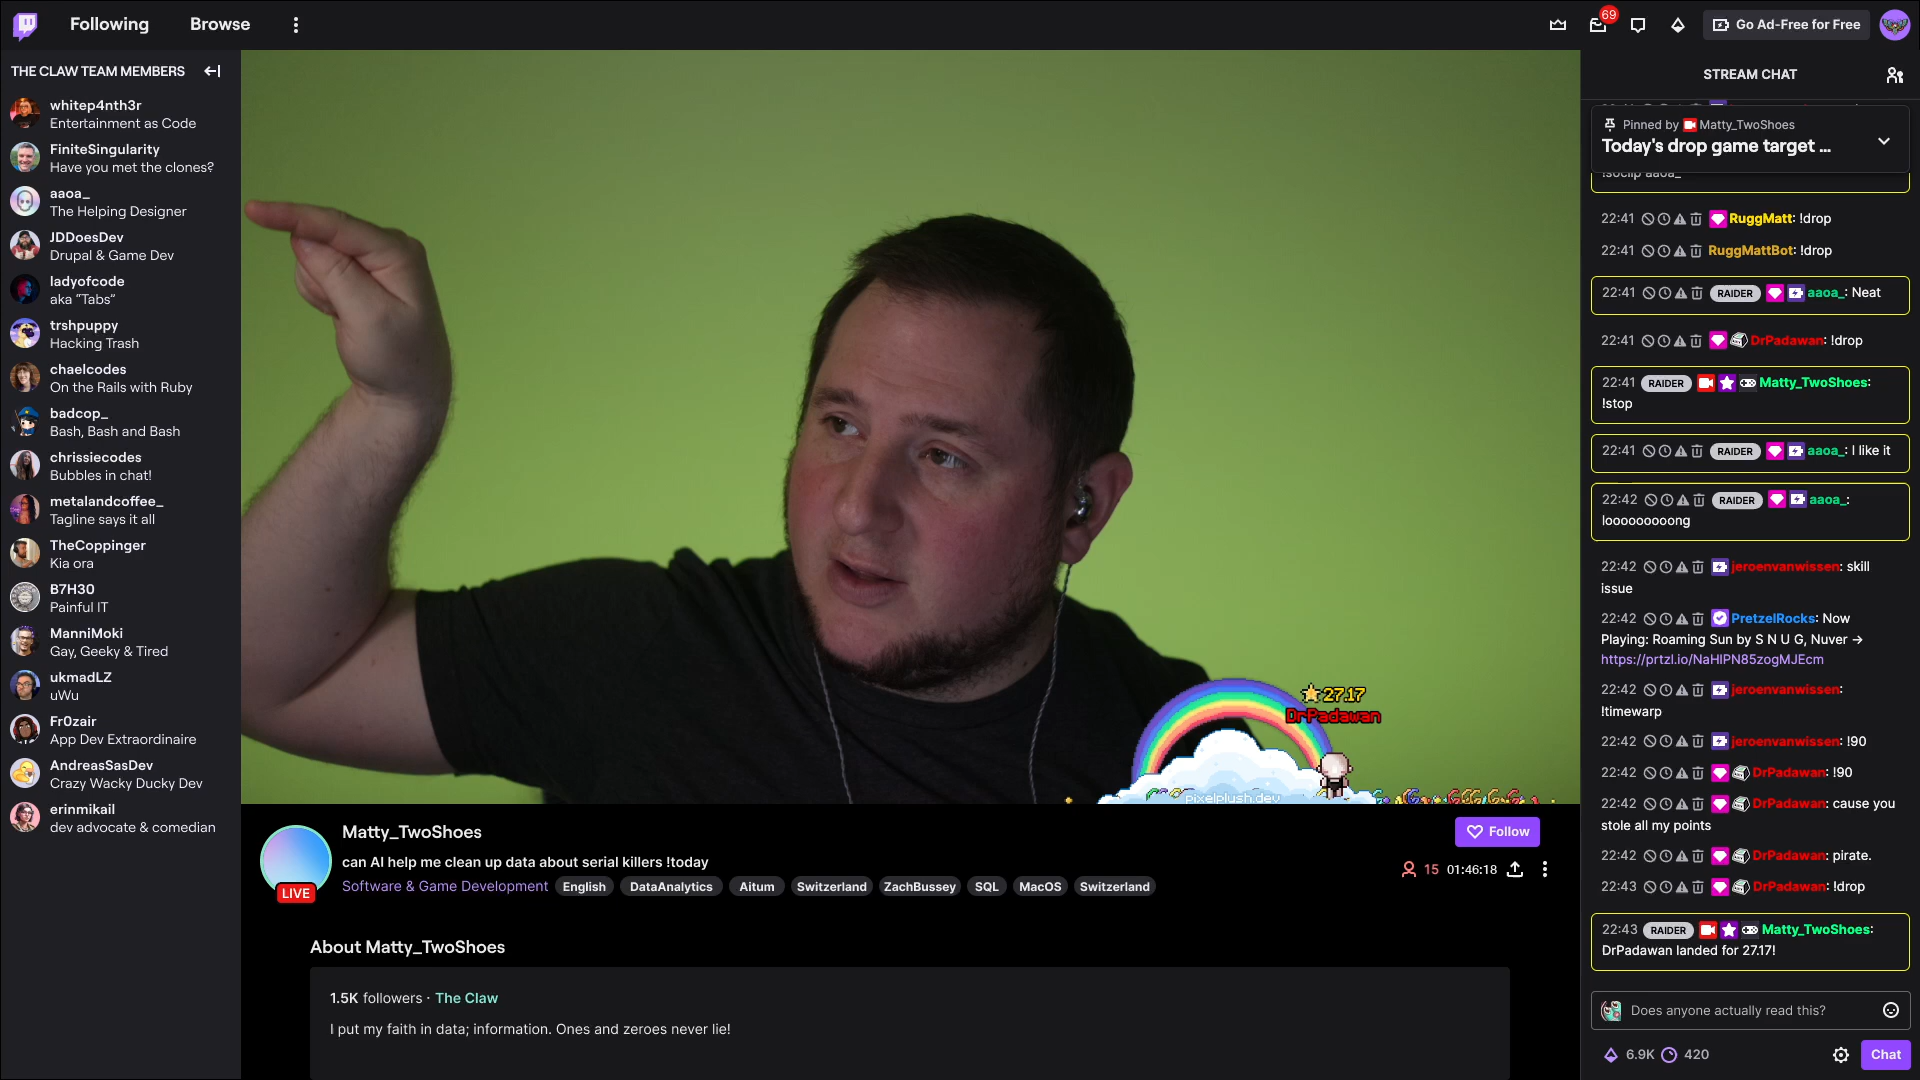 Following
Browse
69
Go Ad-Free for Free
THE CLAW TEAM MEMBERS
whitep4nth3r
Entertainment as Code
FiniteSingularity
Have you met the clones?
aaoa_
The Helping Designer
JDDoesDev
Drupal & Game Dev
ladyofcode
aka “Tabs”
trshpuppy
Hacking Trash
chaelcodes
On the Rails with Ruby
badcop_
Bash, Bash and Bash
chrissiecodes
Bubbles in chat!
metalandcoffee_
Tagline says it all
TheCoppinger
Kia ora
B7H30
Painful IT
ManniMoki
Gay, Geeky & Tired
ukmadLZ
uWu
Fr0zair
App Dev Extraordinaire
AndreasSasDev
Crazy Wacky Ducky Dev
erinmikail
dev advocate & comedian
27.17
DrPadawan
pixelplush.dev
LIVE
Matty_TwoShoes
can AI help me clean up data about serial killers !today
Software & Game Development English DataAnalytics Aitum Switzerland ZachBussey SQL MacOS Switzerland
Follow
15 01:46:18
About Matty_TwoShoes
1.5K followers · The Claw
I put my faith in data; information. Ones and zeroes never lie!
STREAM CHAT
Pinned by Matty_TwoShoes
Today's drop game target ...
!soclip aaoa_
22:41 RuggMatt: !drop
22:41 RuggMattBot: !drop
22:41 RAIDER aaoa_: Neat
22:41 DrPadawan: !drop
22:41 RAIDER Matty_TwoShoes:
!stop
22:41 RAIDER aaoa_: I like it
22:42 RAIDER aaoa_:
looooooooong
22:42 jeroenvanwissen: skill
issue
22:42 PretzelRocks: Now
Playing: Roaming Sun by S N U G, Nuver →
https://prtzl.io/NaHIPN85zogMJEcm
22:42 jeroenvanwissen:
!timewarp
22:42 jeroenvanwissen: !90
22:42 DrPadawan: !90
22:42 DrPadawan: cause you
stole all my points
22:42 DrPadawan: pirate.
22:43 DrPadawan: !drop
22:43 RAIDER Matty_TwoShoes:
DrPadawan landed for 27.17!
Does anyone actually read this?
6.9K 420
Chat